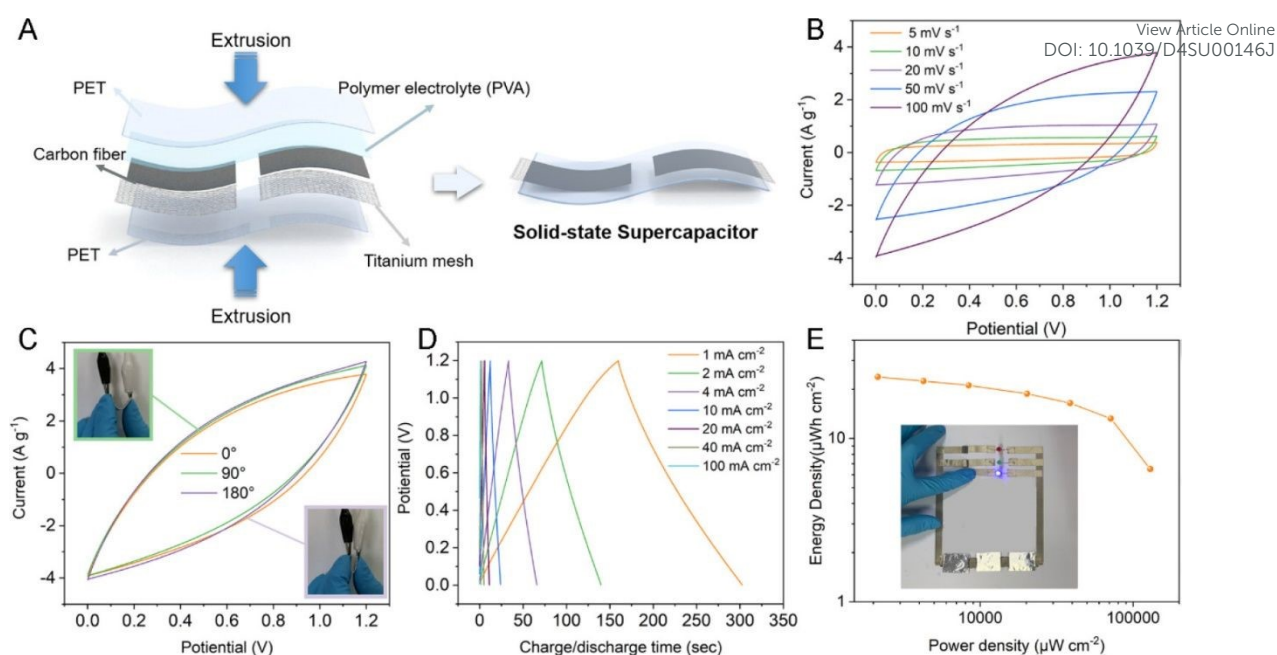 View Article Online
DOI: 10.1039/D4SU00146J
A
Extrusion
PET
Polymer electrolyte (PVA)
Carbon fiber
Solid-state Supercapacitor
PET
Titanium mesh
Extrusion
B
5 mV s⁻¹
10 mV s⁻¹
20 mV s⁻¹
50 mV s⁻¹
100 mV s⁻¹
Current (A g⁻¹)
4
2
0
-2
-4
0.0 0.2 0.4 0.6 0.8 1.0 1.2
Potiential (V)
C
Current (A g⁻¹)
4
2
0
-2
-4
0°
90°
180°
0.0 0.2 0.4 0.6 0.8 1.0 1.2
Potiential (V)
D
Potiential (V)
1.2
1.0
0.8
0.6
0.4
0.2
0.0
1 mA cm⁻²
2 mA cm⁻²
4 mA cm⁻²
10 mA cm⁻²
20 mA cm⁻²
40 mA cm⁻²
100 mA cm⁻²
0 50 100 150 200 250 300 350
Charge/discharge time (sec)
E
Energy Density(µWh cm⁻²)
10
1
10000 100000
Power density (µW cm⁻²)